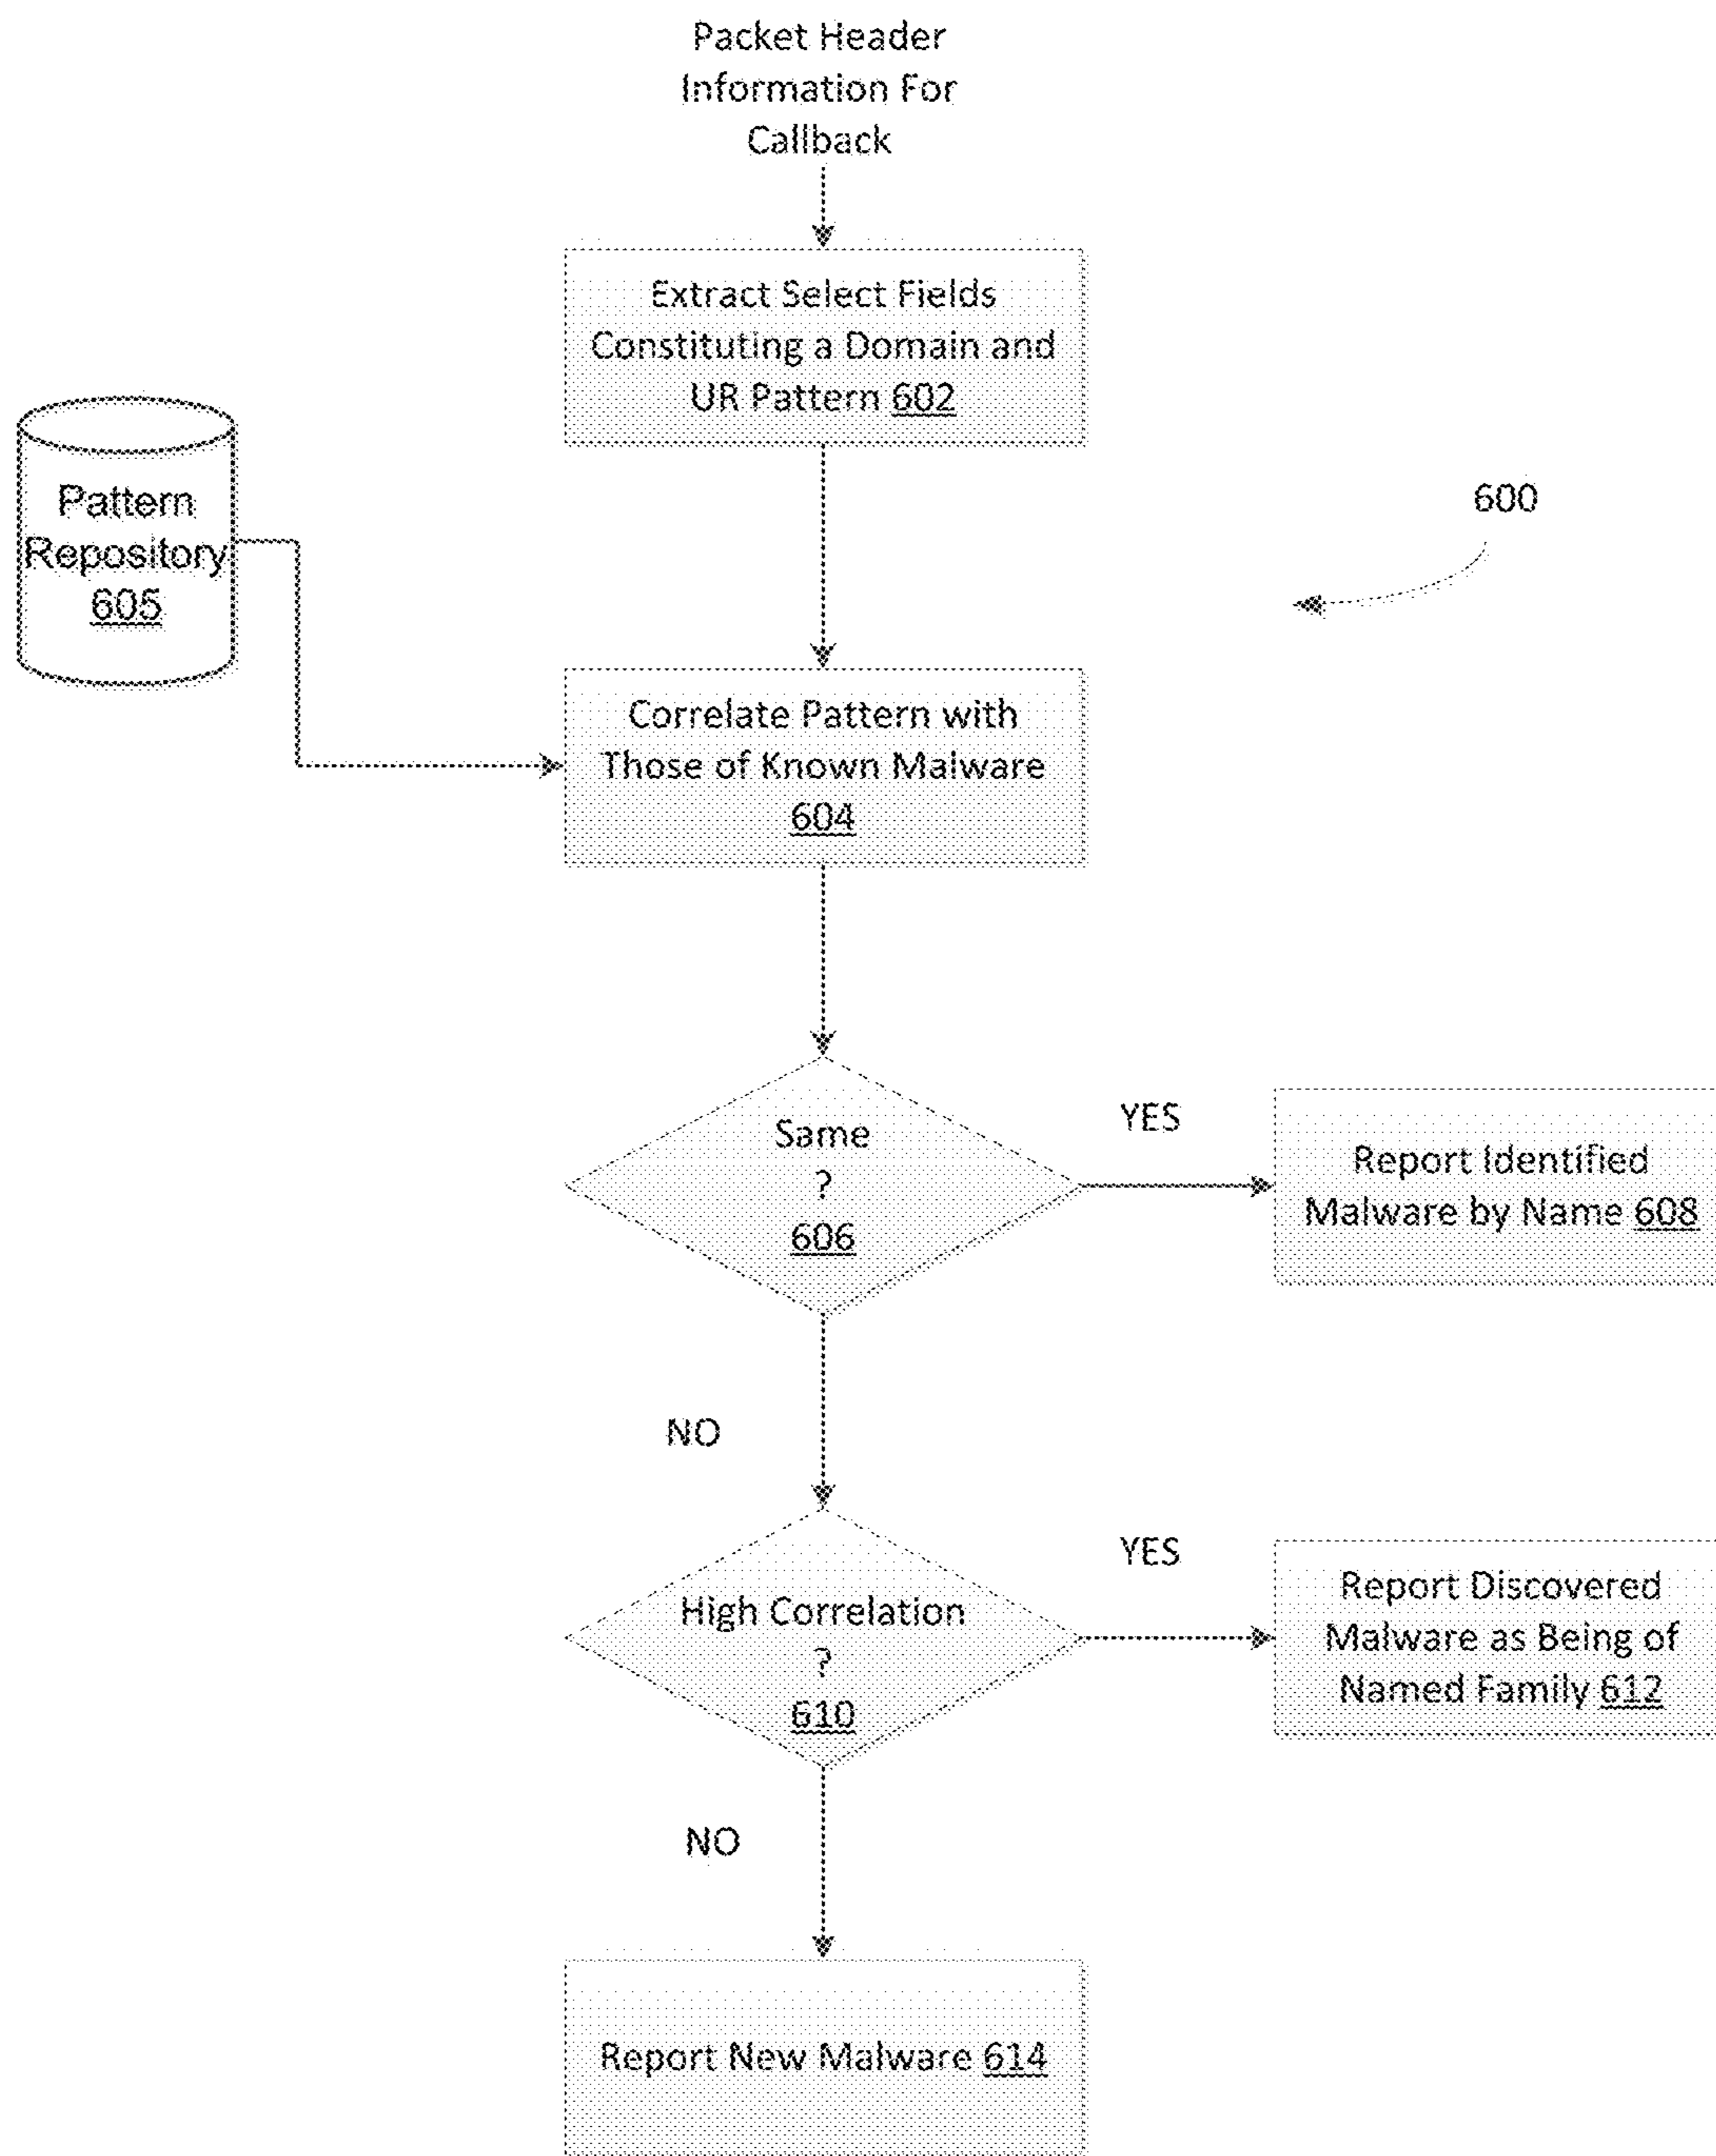 Packet Header
Information For
Callback
Extract Select Fields
Constituting a Domain and
UR Pattern 602
Pattern
Repository
605
600
Correlate Pattern with
Those of Known Malware
604
Same
?
606
YES
Report Identified
Malware by Name 608
NO
High Correlation
?
610
YES
Report Discovered
Malware as Being of
Named Family 612
NO
Report New Malware 614